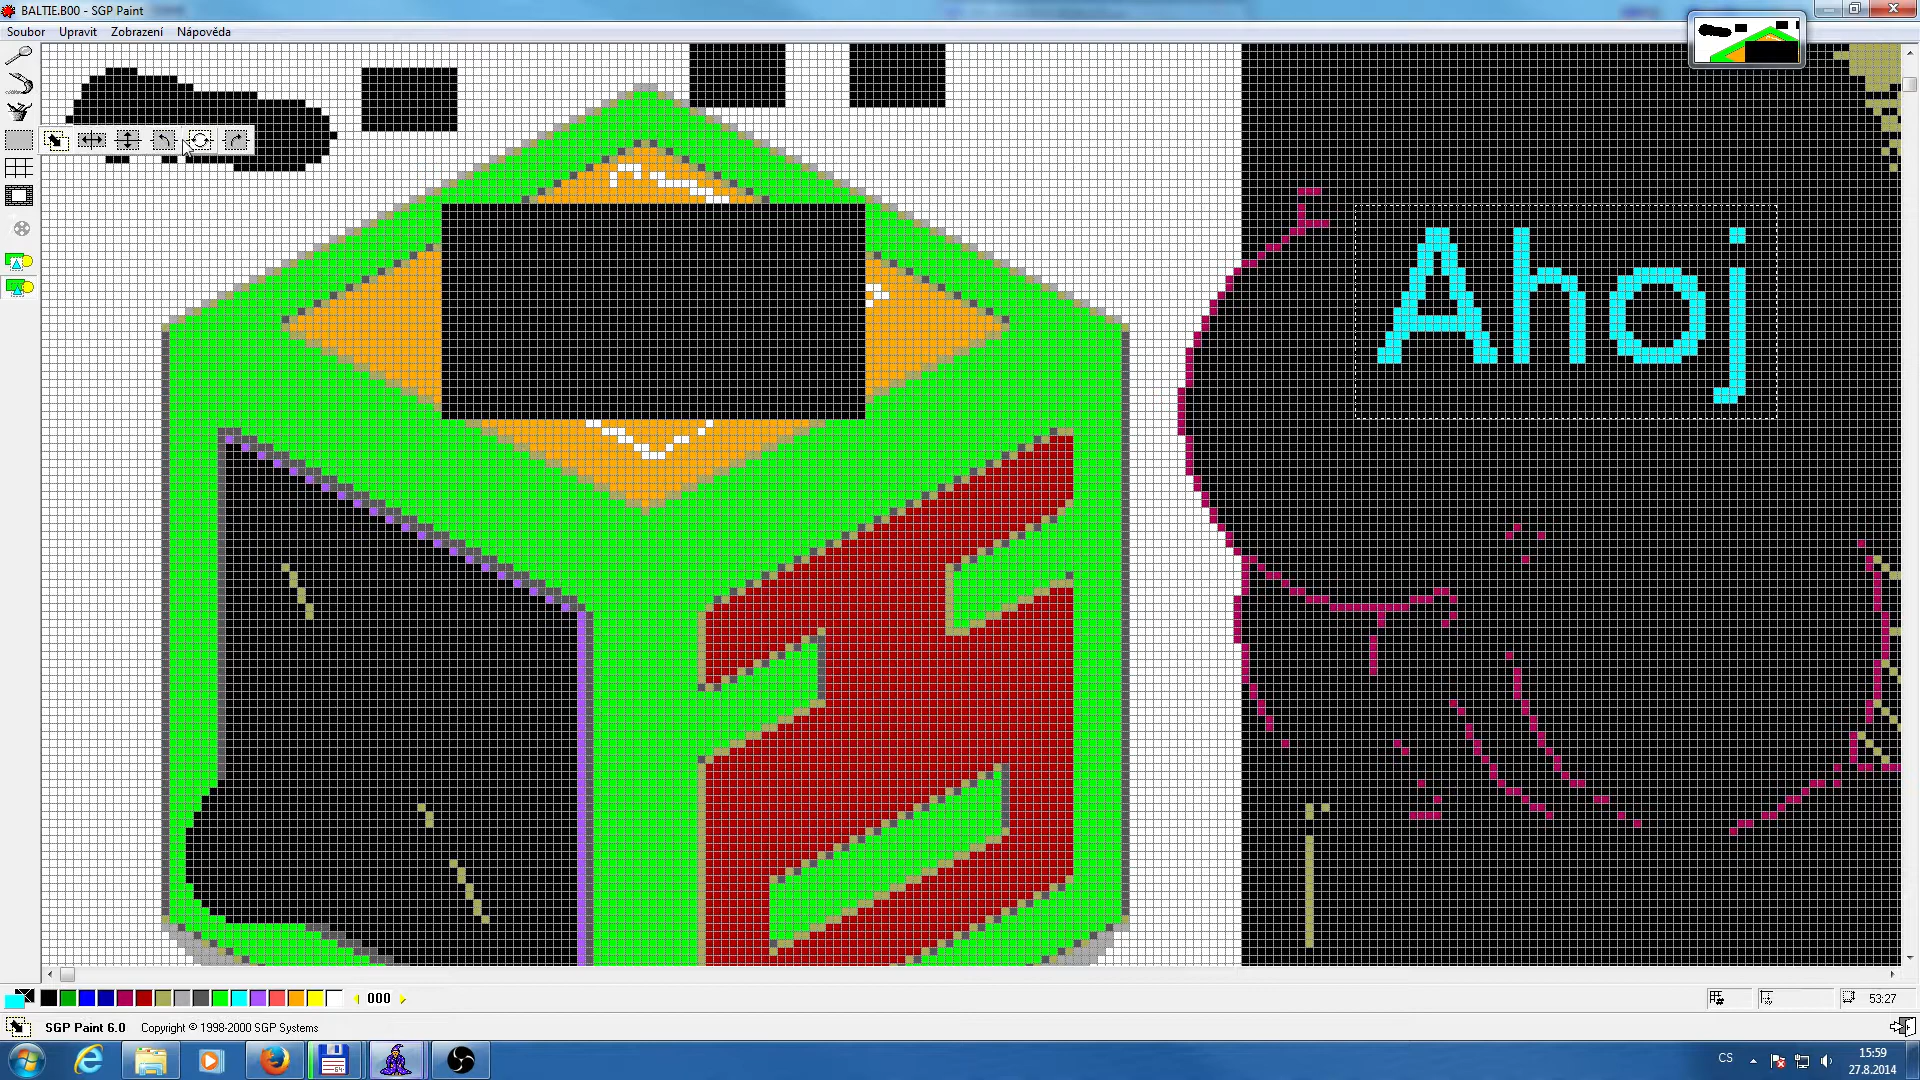 BALTIE.B00 - SGP Paint
Soubor Upravit Zobrazení Nápověda
Ahoj
000
53:27
SGP Paint 6.0 Copyright © 1998-2000 SGP Systems
CS
15:59
27.8.2014